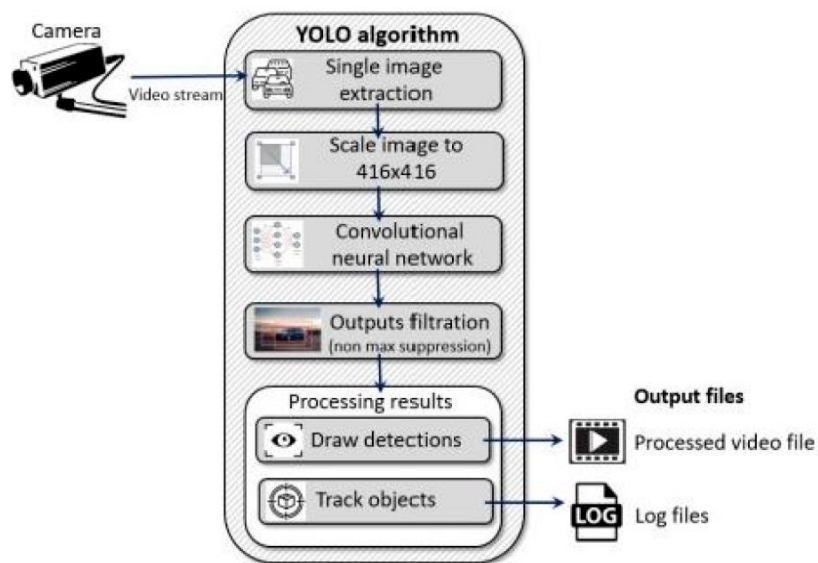 Camera
Video stream
YOLO algorithm
Single image
extraction
Scale image to
416x416
Convolutional
neural network
Outputs filtration
(non max suppression)
Processing results
Draw detections
Track objects
Output files
Processed video file
LOG
Log files